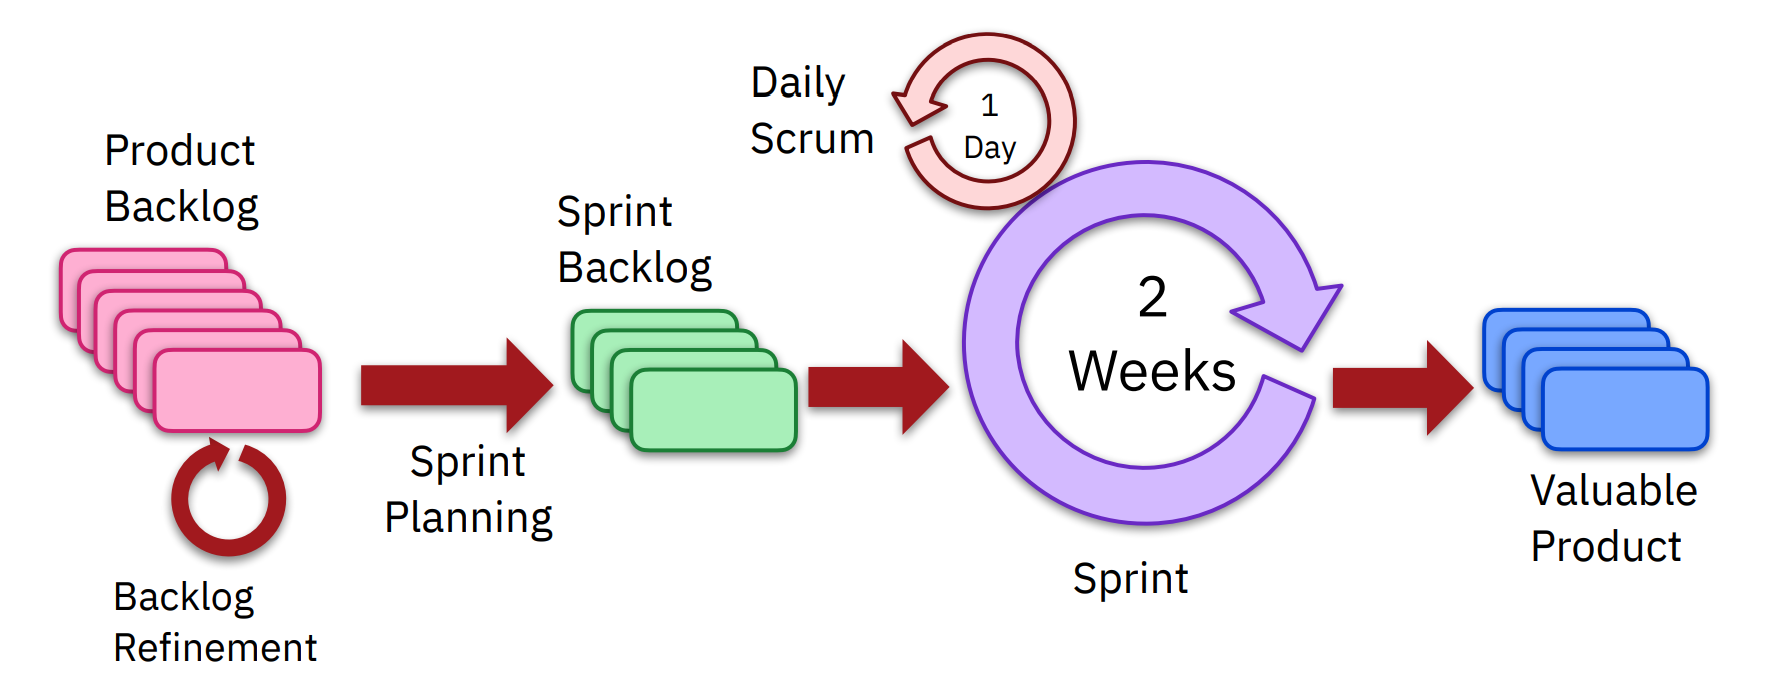 Product
Backlog
Backlog
Refinement
Sprint
Planning
Sprint
Backlog
Daily
Scrum
1
Day
2
Weeks
Sprint
Valuable
Product